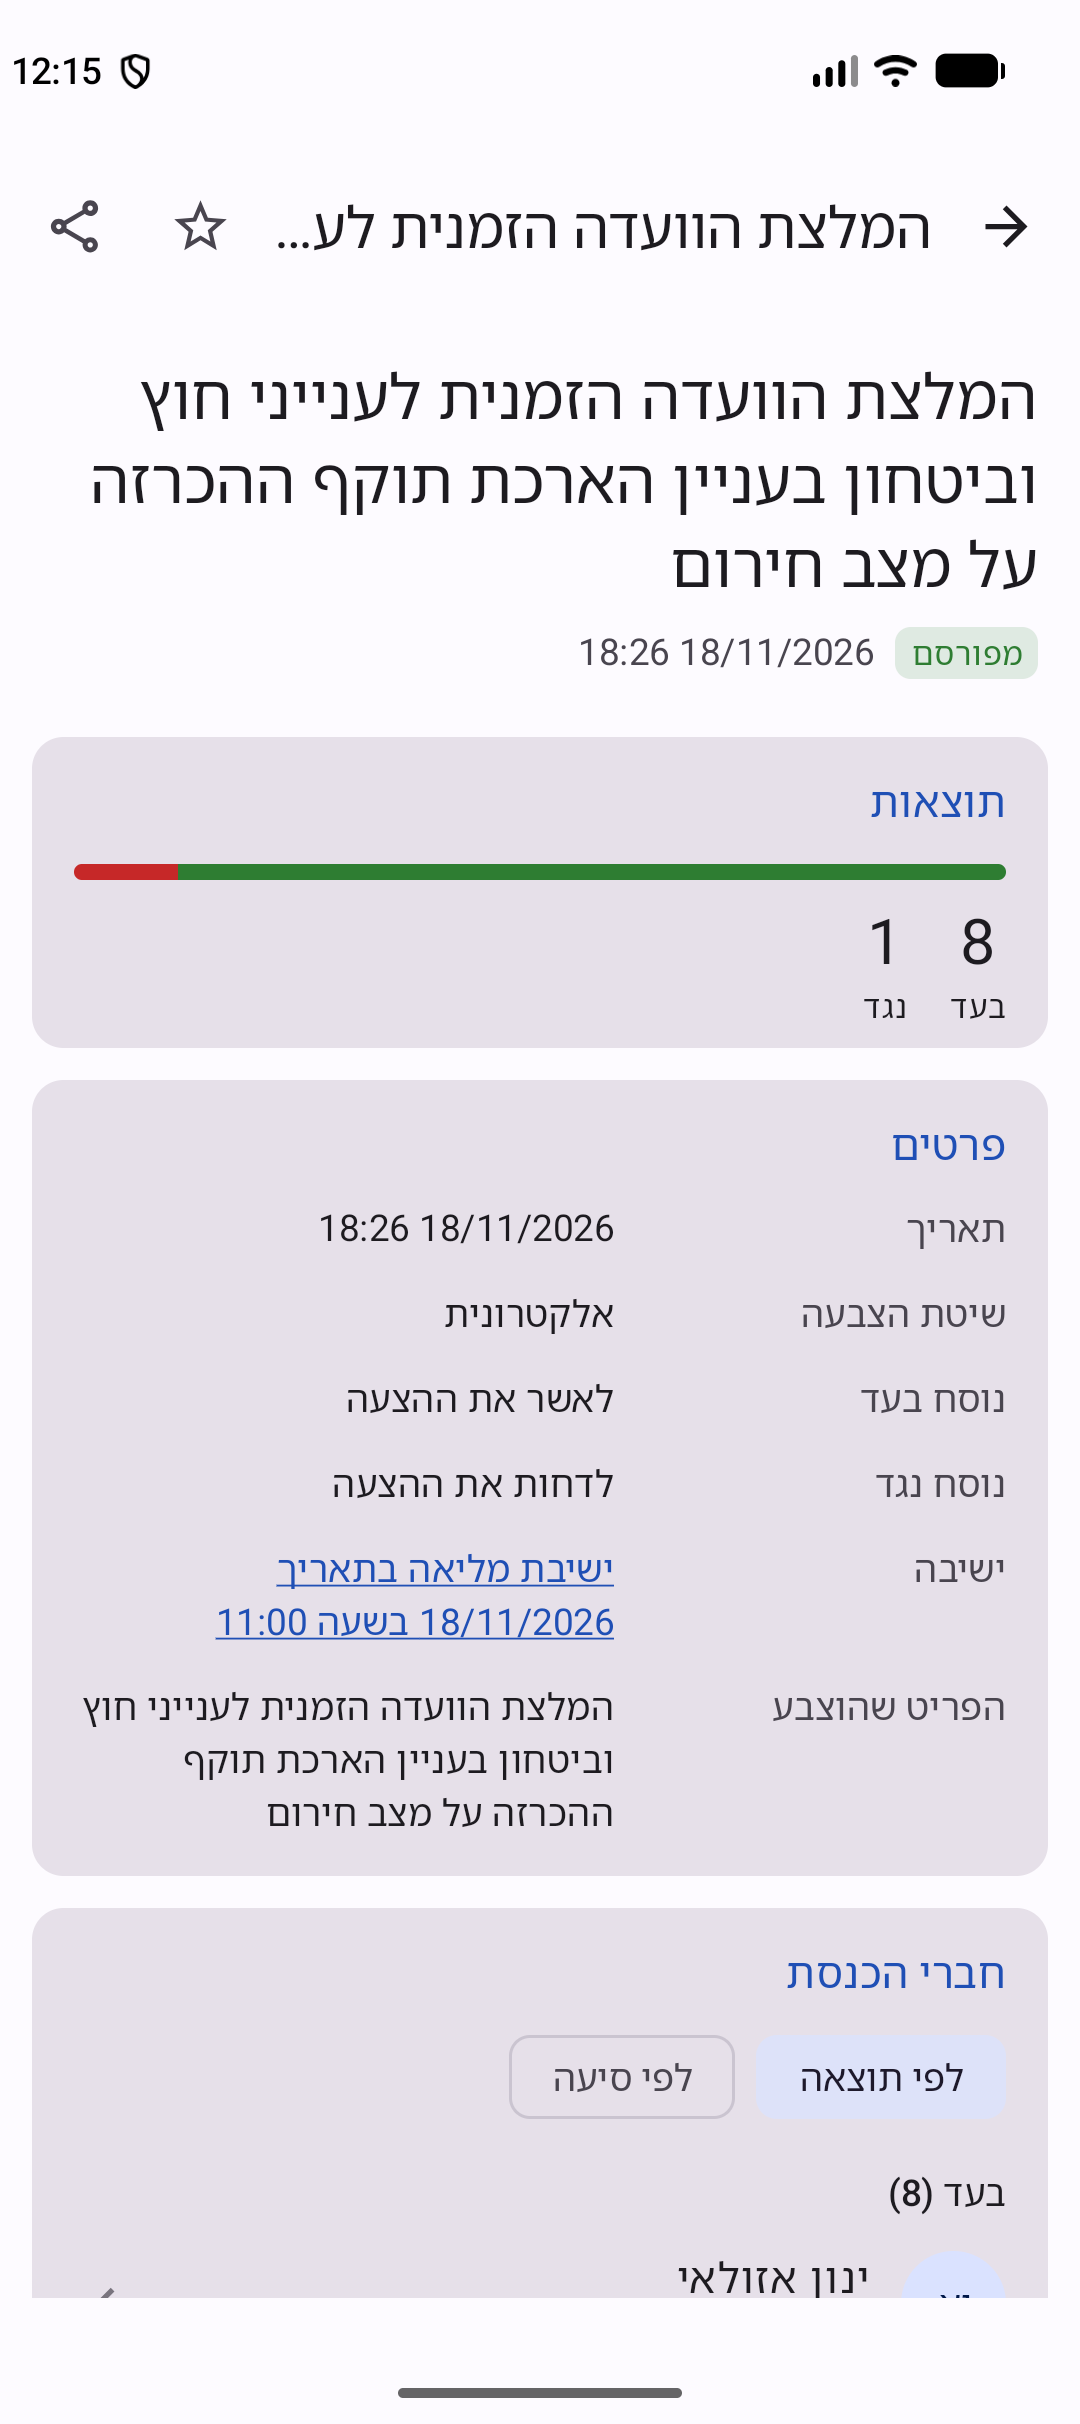 12:15
המלצת הוועדה הזמנית לע...
המלצת הוועדה הזמנית לענייני חוץ
וביטחון בעניין הארכת תוקף ההכרזה
על מצב חירום
מפורסם 18/11/2026 18:26
תוצאות
8 1
בעד נגד
פרטים
תאריך 18/11/2026 18:26
שיטת הצבעה אלקטרונית
נוסח בעד לאשר את ההצעה
נוסח נגד לדחות את ההצעה
ישיבה ישיבת מליאה בתאריך
18/11/2026 בשעה 11:00
הפריט שהוצבע המלצת הוועדה הזמנית לענייני חוץ
וביטחון בעניין הארכת תוקף
ההכרזה על מצב חירום
חברי הכנסת
לפי תוצאה לפי סיעה
בעד (8)
ינון אזולאי